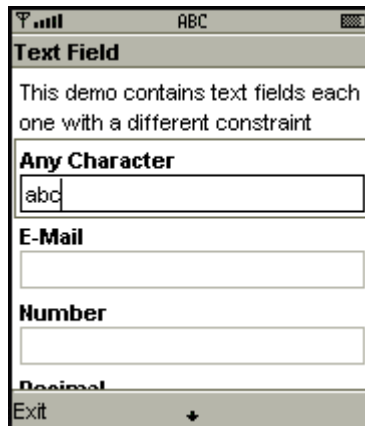 ABC
Text Field
This demo contains text fields each
one with a different constraint
Any Character
abc
E-Mail
Number
Decimal
Exit